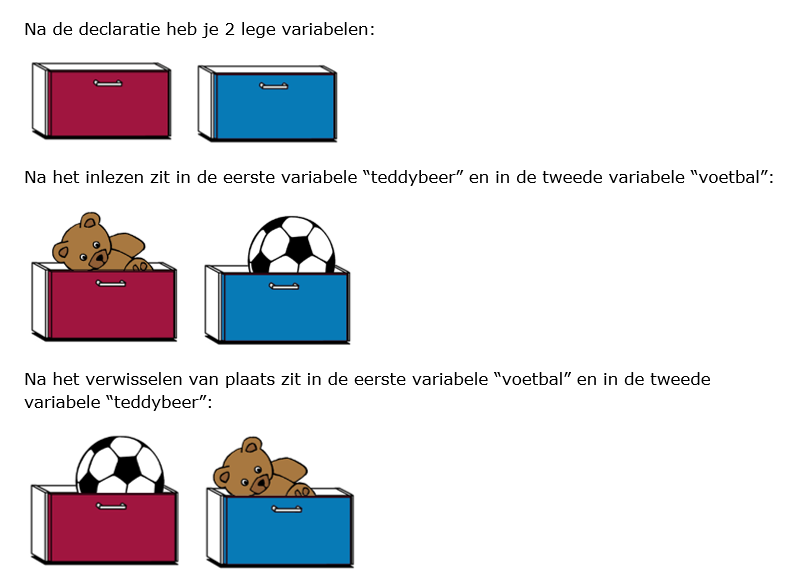 Na de declaratie heb je 2 lege variabelen:
Na het inlezen zit in de eerste variabele “teddybeer” en in de tweede variabele “voetbal”:
Na het verwisselen van plaats zit in de eerste variabele “voetbal” en in de tweede
variabele “teddybeer”: